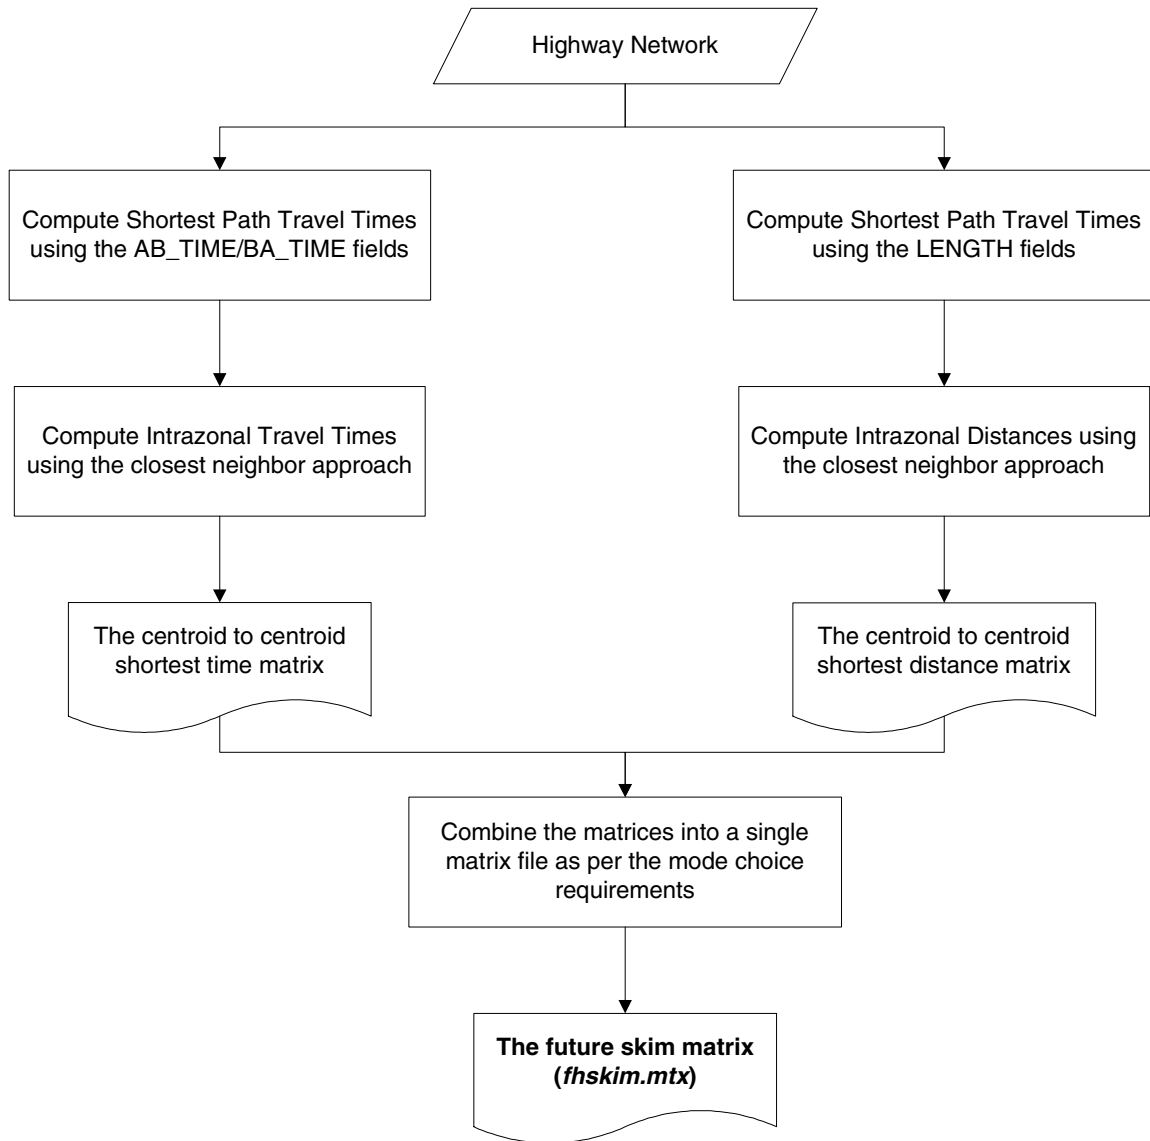 Highway Network
Compute Shortest Path Travel Times
using the AB_TIME/BA_TIME fields
Compute Shortest Path Travel Times
using the LENGTH fields
Compute Intrazonal Travel Times
using the closest neighbor approach
Compute Intrazonal Distances using
the closest neighbor approach
The centroid to centroid
shortest time matrix
The centroid to centroid
shortest distance matrix
Combine the matrices into a single
matrix file as per the mode choice
requirements
The future skim matrix
(fhskim.mtx)